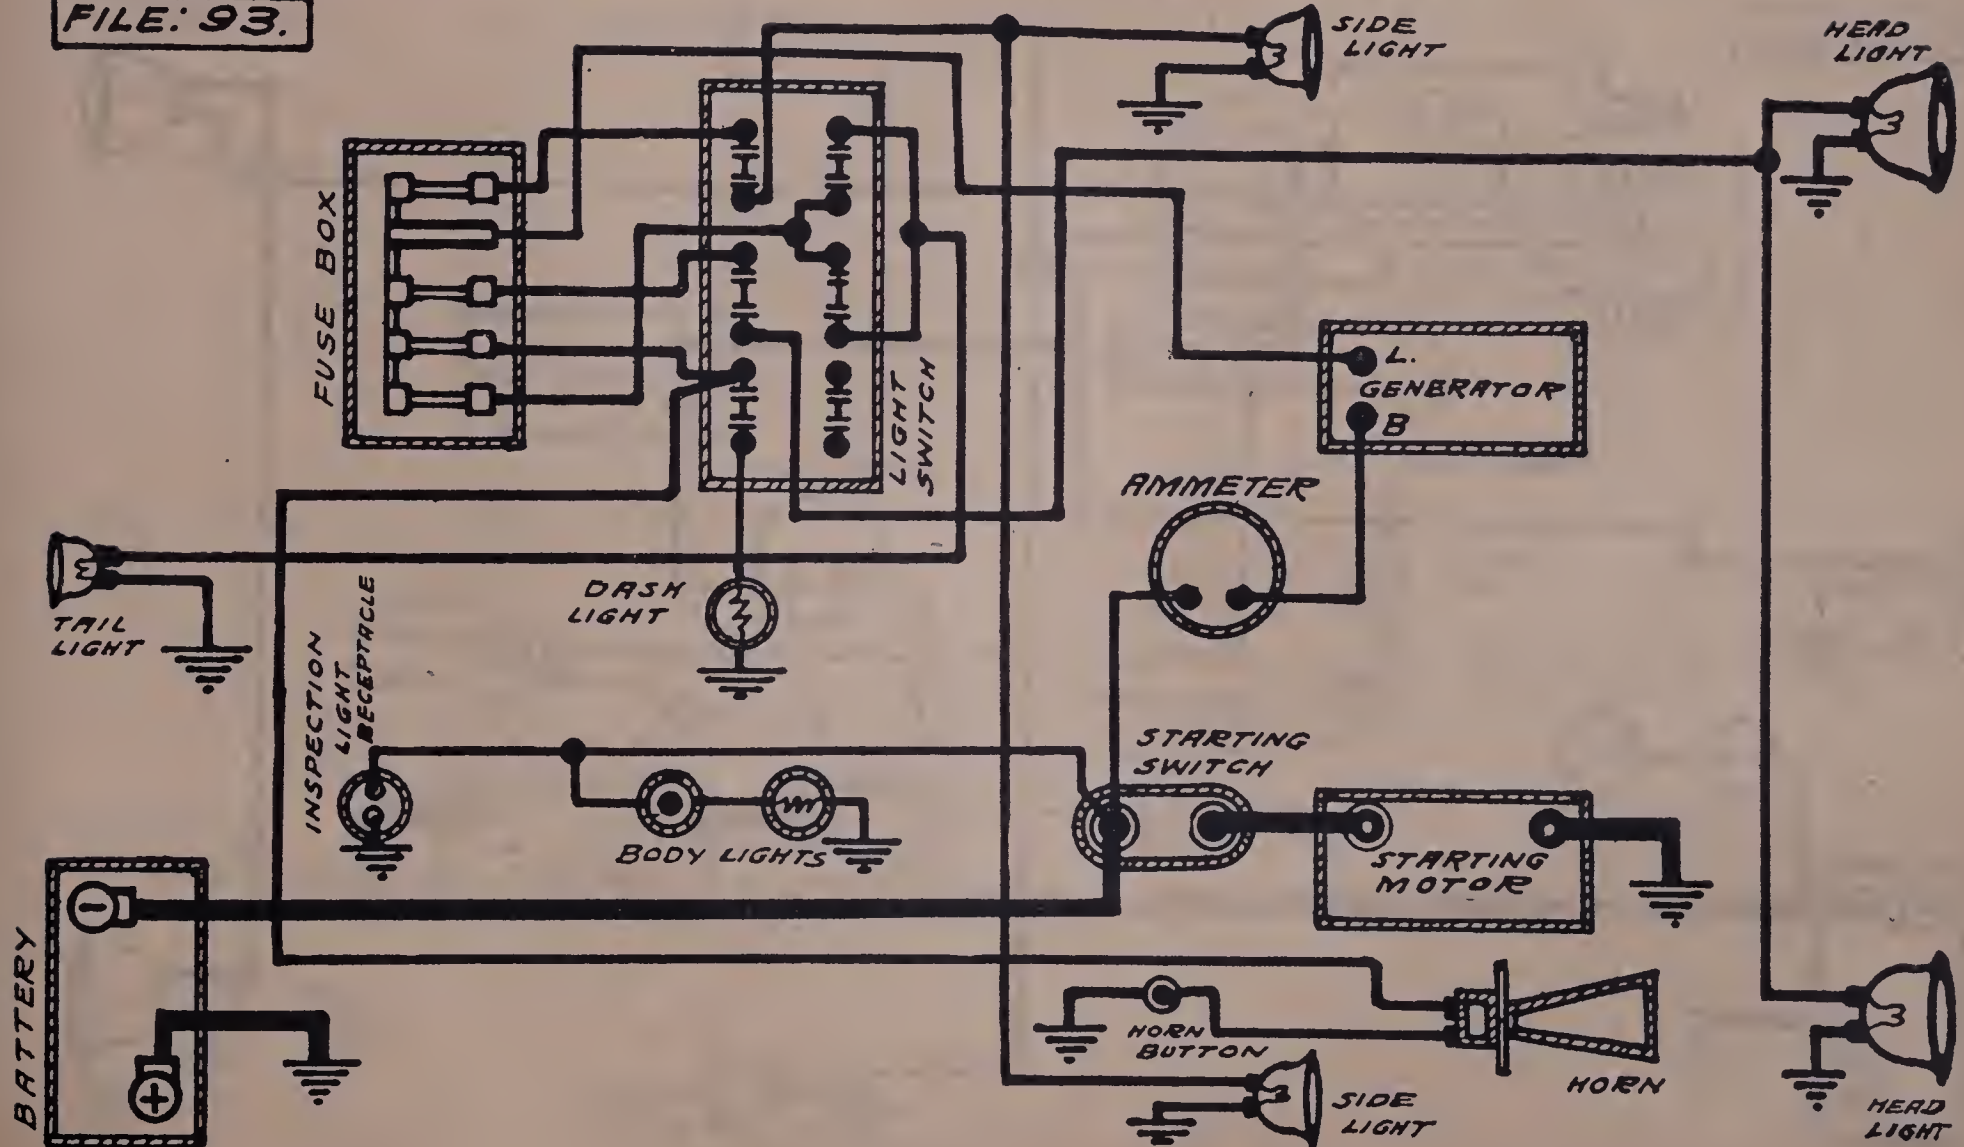 FILE: 93.
SIDE
LIGHT
HEAD
LIGHT
FUSE BOX
LIGHT
SWITCH
L.
GENERATOR
B
AMMETER
TAIL
LIGHT
DASH
LIGHT
INSPECTION
LIGHT
RECEPTACLE
STARTING
SWITCH
BODY LIGHTS
STARTING
MOTOR
BATTERY
-
+
HORN
BUTTON
HORN
SIDE
LIGHT
HEAD
LIGHT